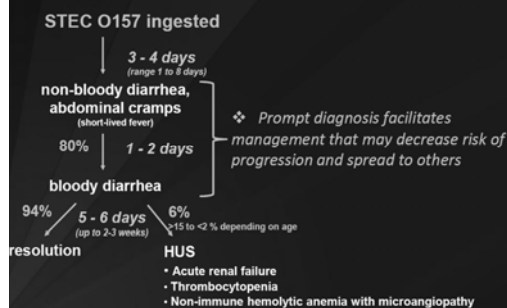 STEC O157 ingested
3 - 4 days
(range 1 to 8 days)
non-bloody diarrhea,
abdominal cramps
(short-lived fever)
80%
1 - 2 days
❖ Prompt diagnosis facilitates
management that may decrease risk of
progression and spread to others
bloody diarrhea
94%
5 - 6 days
(up to 2-3 weeks)
6%
>15 to <2 % depending on age
resolution
HUS
• Acute renal failure
• Thrombocytopenia
• Non-immune hemolytic anemia with microangiopathy